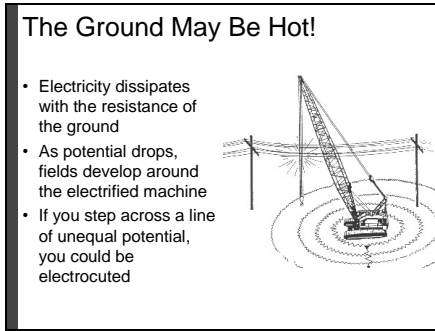 The Ground May Be Hot!
• Electricity dissipates
with the resistance of
the ground
• As potential drops,
fields develop around
the electrified machine
• If you step across a line
of unequal potential,
you could be
electrocuted